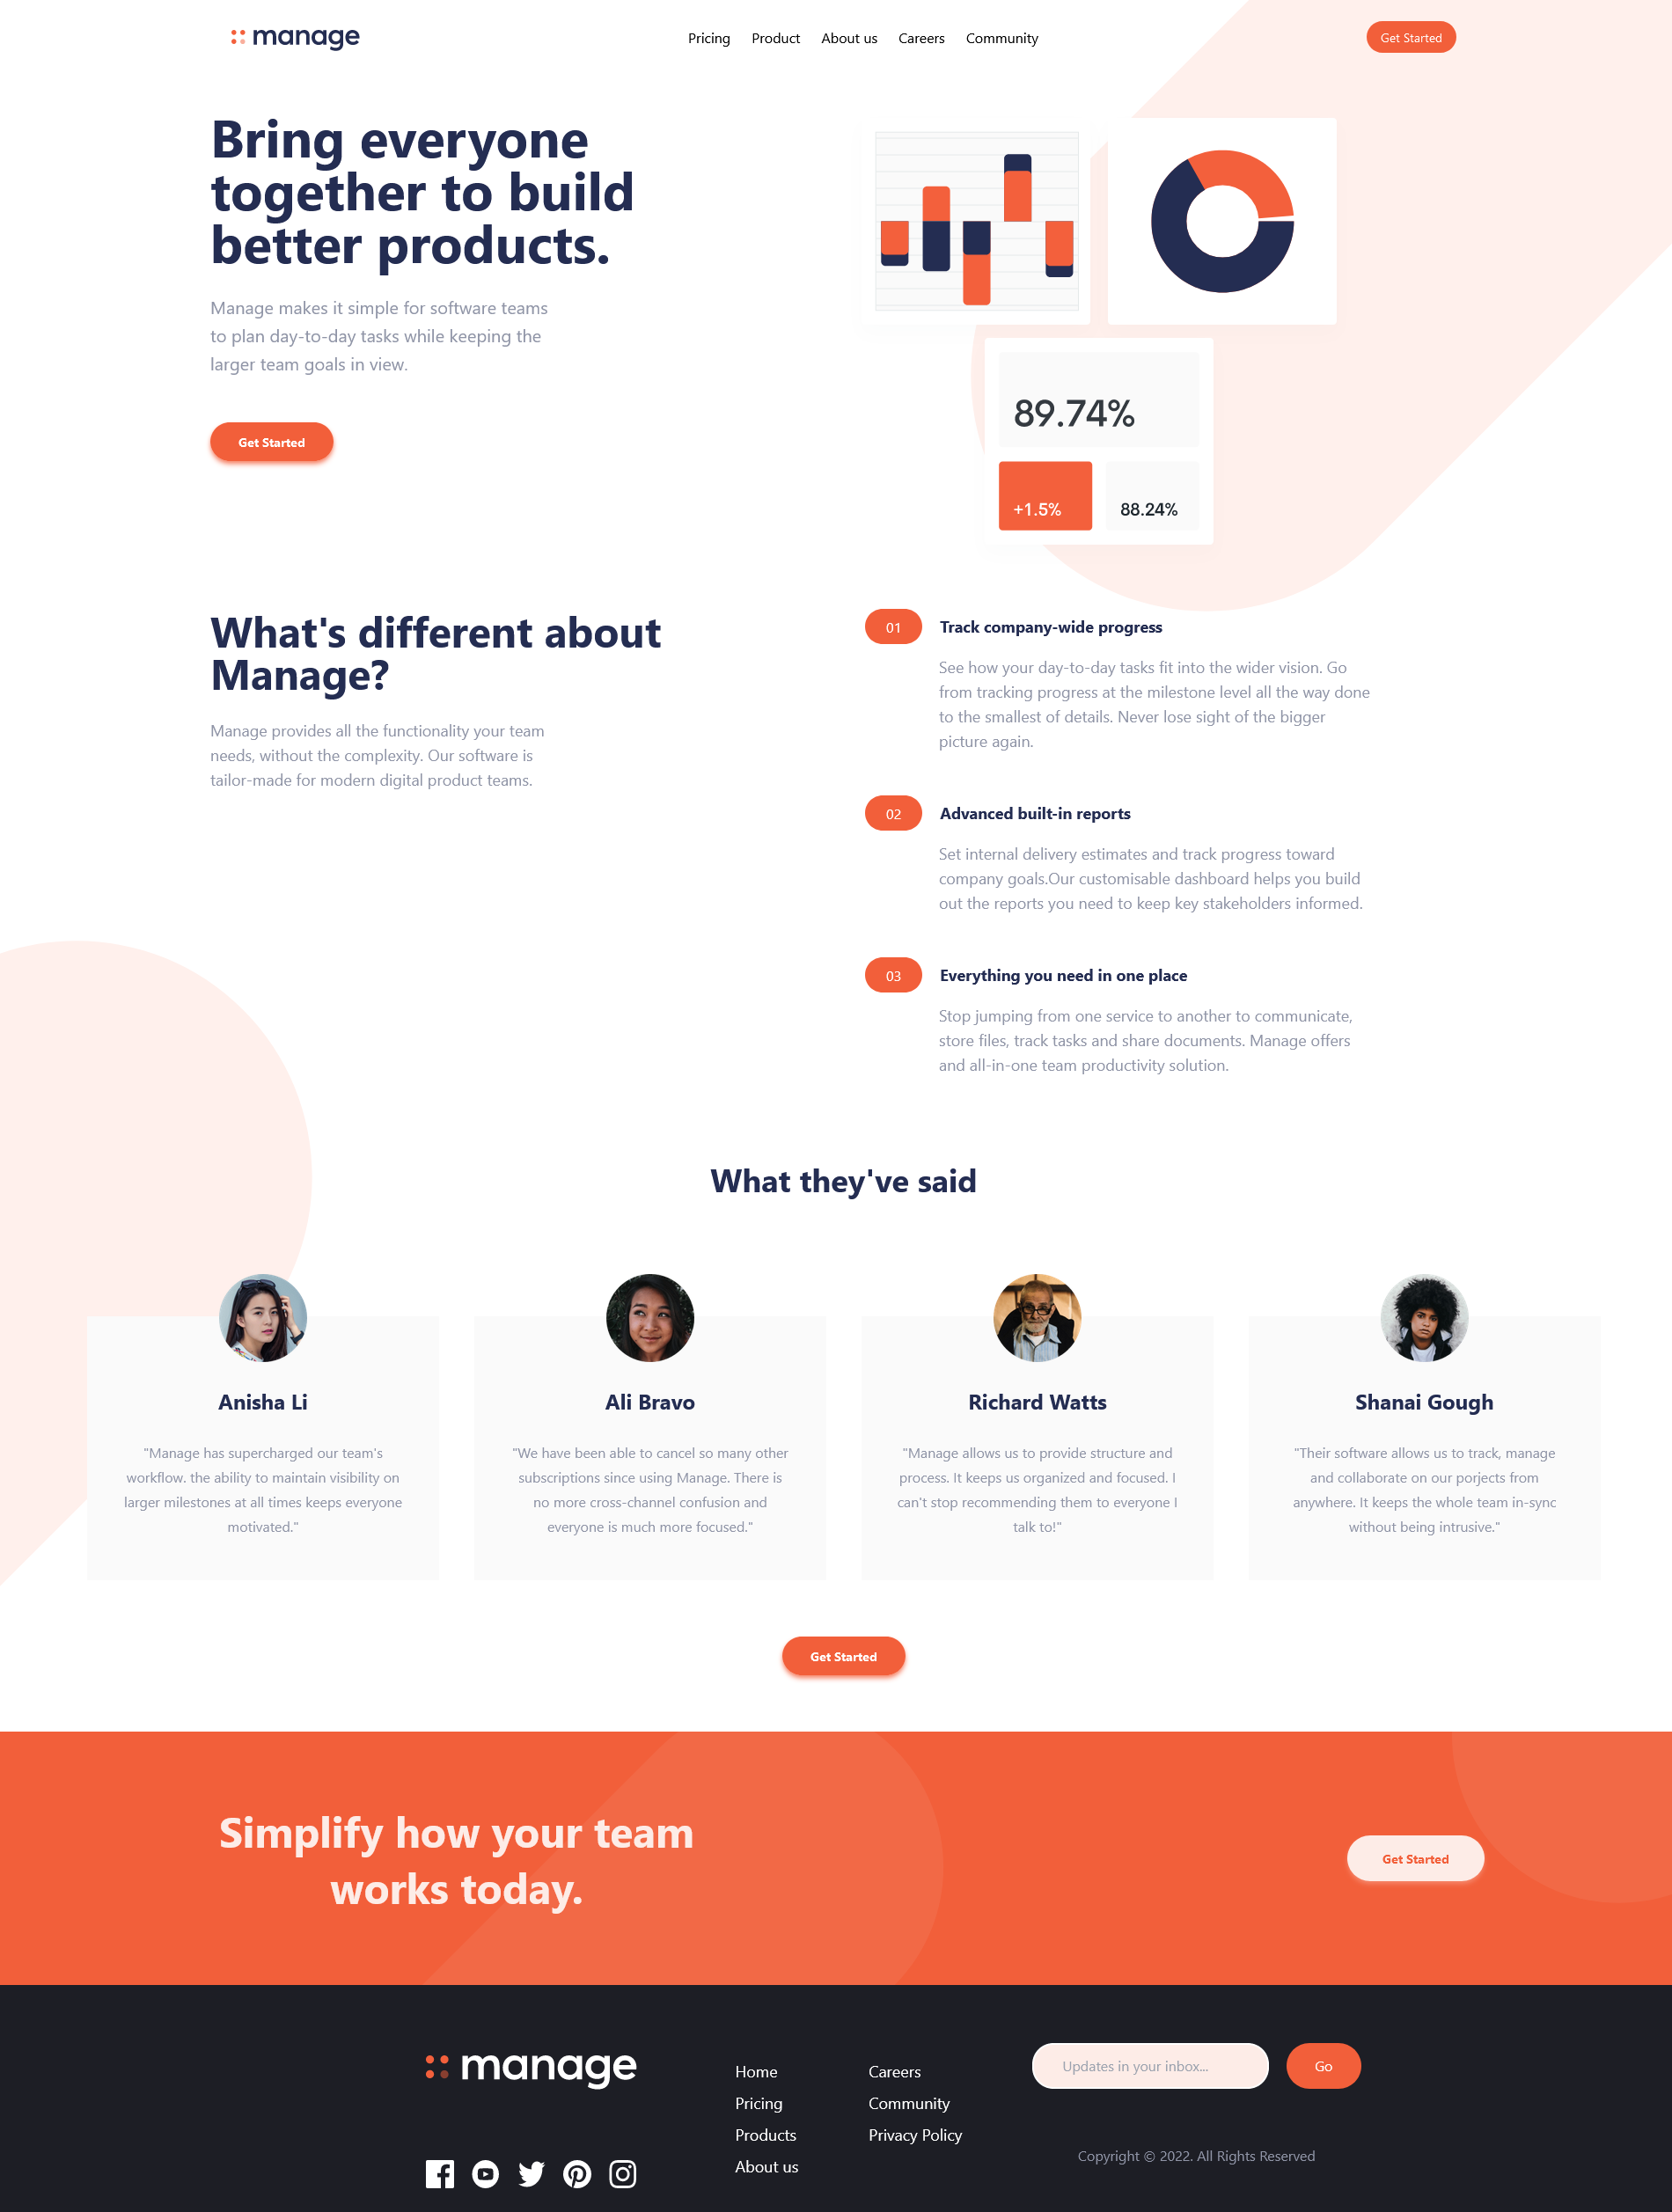 manage
Pricing Product About us Careers Community
Get Started
Bring everyone
together to build
better products.
Manage makes it simple for software teams
to plan day-to-day tasks while keeping the
larger team goals in view.
Get Started
89.74%
+1.5%
88.24%
What's different about
Manage?
Manage provides all the functionality your team
needs, without the complexity. Our software is
tailor-made for modern digital product teams.
01 Track company-wide progress
See how your day-to-day tasks fit into the wider vision. Go
from tracking progress at the milestone level all the way done
to the smallest of details. Never lose sight of the bigger
picture again.
02 Advanced built-in reports
Set internal delivery estimates and track progress toward
company goals.Our customisable dashboard helps you build
out the reports you need to keep key stakeholders informed.
03 Everything you need in one place
Stop jumping from one service to another to communicate,
store files, track tasks and share documents. Manage offers
and all-in-one team productivity solution.
What they've said
Anisha Li
"Manage has supercharged our team's
workflow. the ability to maintain visibility on
larger milestones at all times keeps everyone
motivated."
Ali Bravo
"We have been able to cancel so many other
subscriptions since using Manage. There is
no more cross-channel confusion and
everyone is much more focused."
Richard Watts
"Manage allows us to provide structure and
process. It keeps us organized and focused. I
can't stop recommending them to everyone I
talk to!"
Shanai Gough
"Their software allows us to track, manage
and collaborate on our porjects from
anywhere. It keeps the whole team in-sync
without being intrusive."
Get Started
Simplify how your team
works today.
Get Started
manage
Home
Pricing
Products
About us
Careers
Community
Privacy Policy
Updates in your inbox...
Go
Copyright © 2022. All Rights Reserved